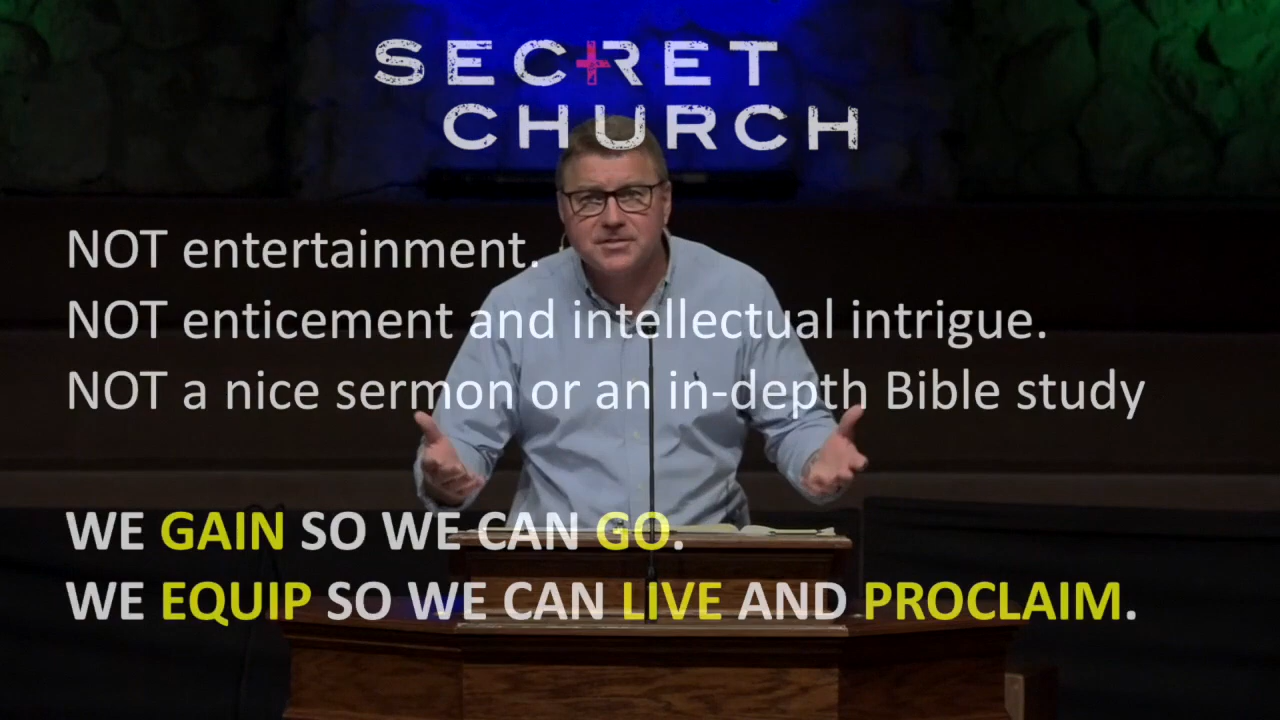 SECRET
CHURCH
NOT entertainment.
NOT enticement and intellectual intrigue.
NOT a nice sermon or an in-depth Bible study
WE GAIN SO WE CAN GO.
WE EQUIP SO WE CAN LIVE AND PROCLAIM.